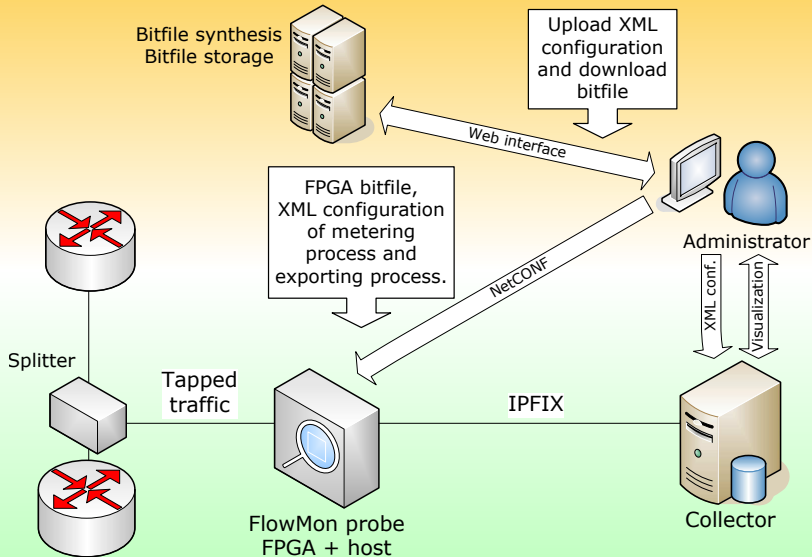 Bitfile synthesis
Bitfile storage
Upload XML
configuration
and download
bitfile
Web interface
FPGA bitfile,
XML configuration
of metering
process and
exporting process.
NetCONF
Administrator
XML conf.
Visualization
Splitter
Tapped
traffic
IPFIX
FlowMon probe
FPGA + host
Collector